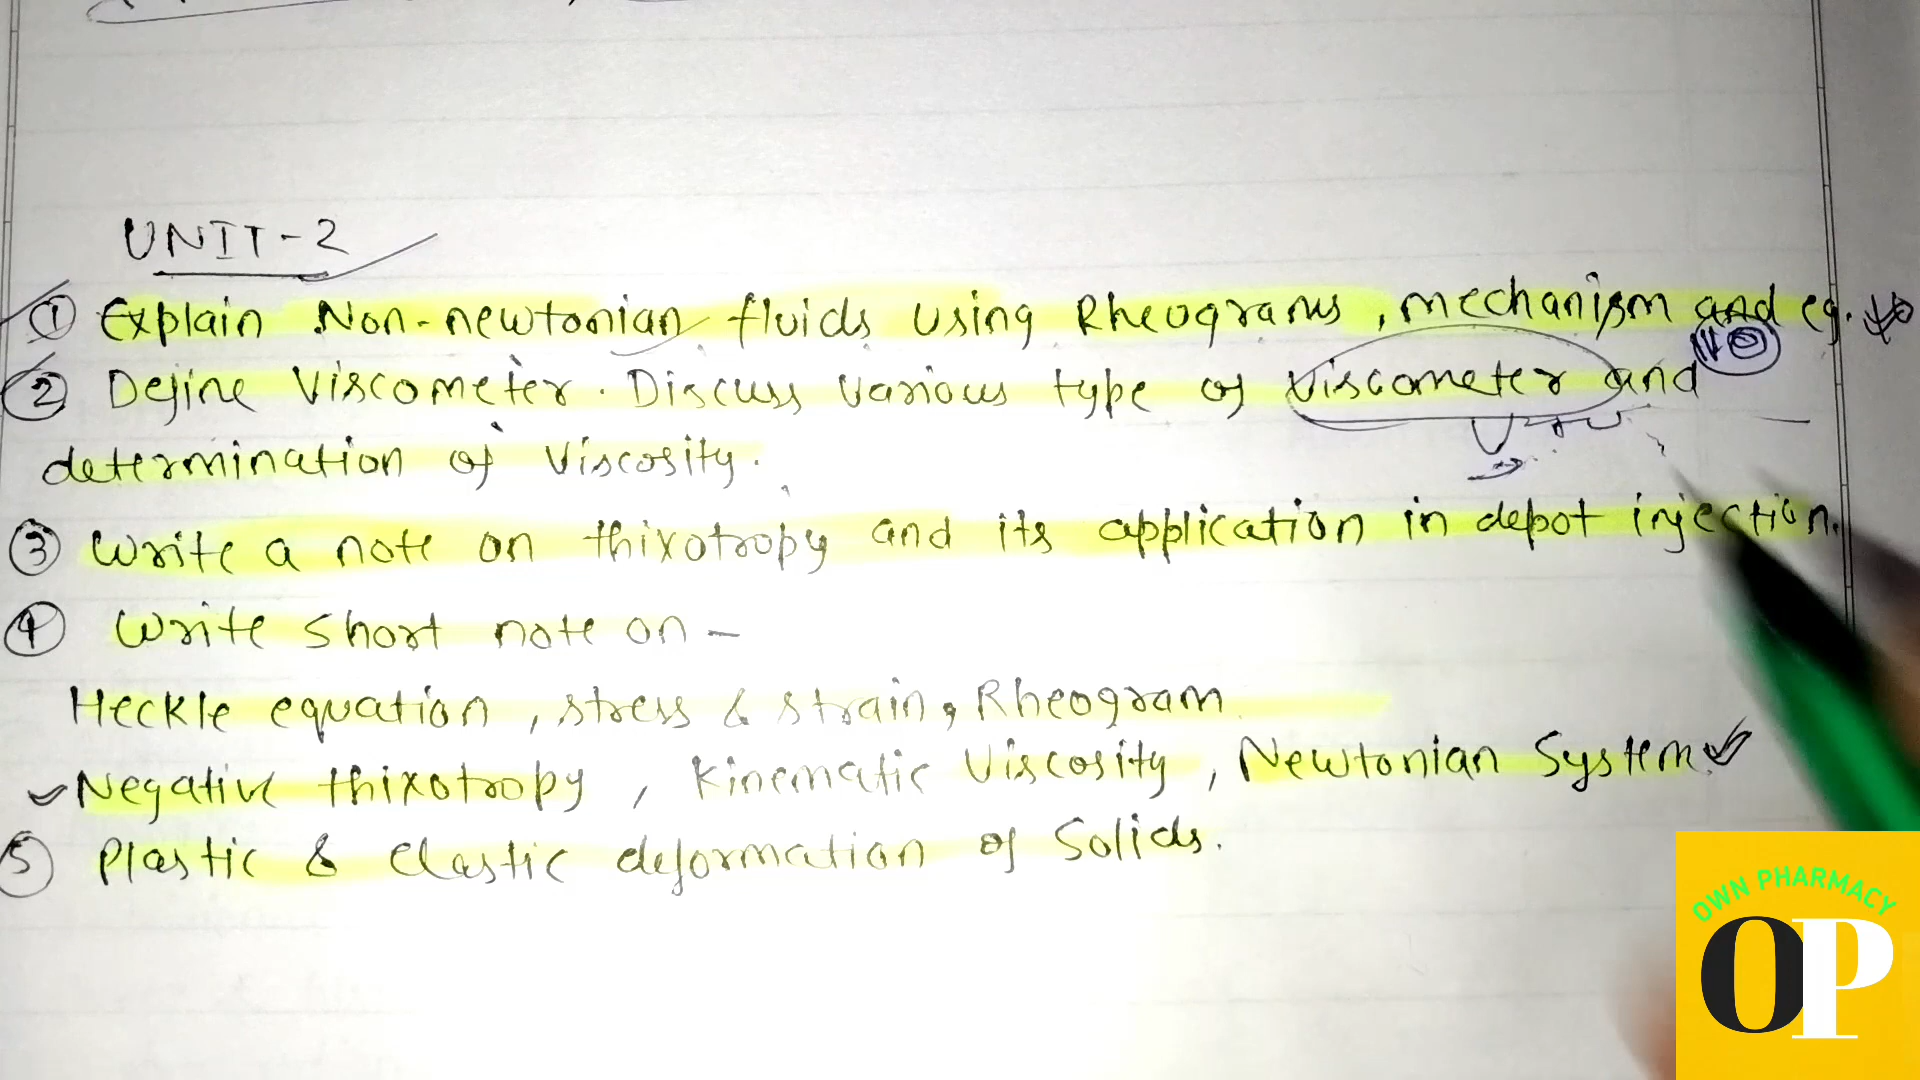 UNIT-2
① Explain Non-newtonian fluids using Rheograms, mechanism and eg.
② Define Viscometer. Discuss various type of viscometer and
determination of viscosity.
③ Write a note on thixotropy and its application in depot injection.
④ Write short note on -
Heckle equation, stress & strain, Rheogram
Negative thixotropy, Kinematic Viscosity, Newtonian System.
⑤ Plastic & Elastic deformation of Solids.
OWN PHARMACY
OP